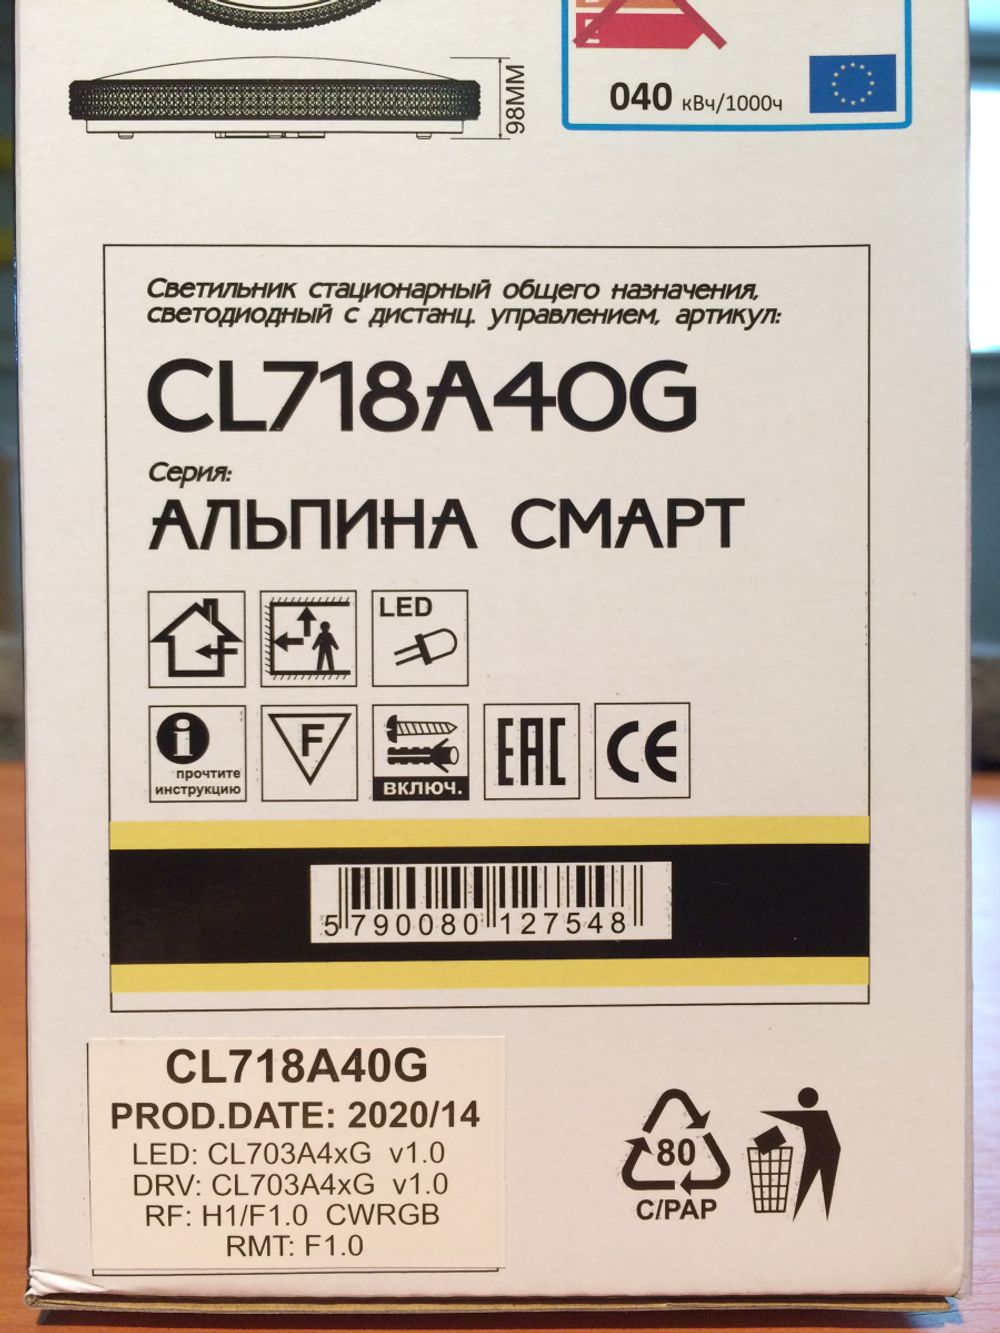 98ММ
040 кВч/1000ч
Светильник стационарный общего назначения,
светодиодный с дистанц. управлением, артикул:
CL718A40G
Серия:
АЛЬПИНА СМАРТ
LED
i
прочтите
инструкцию
F
включ.
EAC
CE
5 790080 127548
CL718A40G
PROD.DATE: 2020/14
LED: CL703A4xG v1.0
DRV: CL703A4xG v1.0
RF: H1/F1.0 CWRGB
RMT: F1.0
80
C/PAP